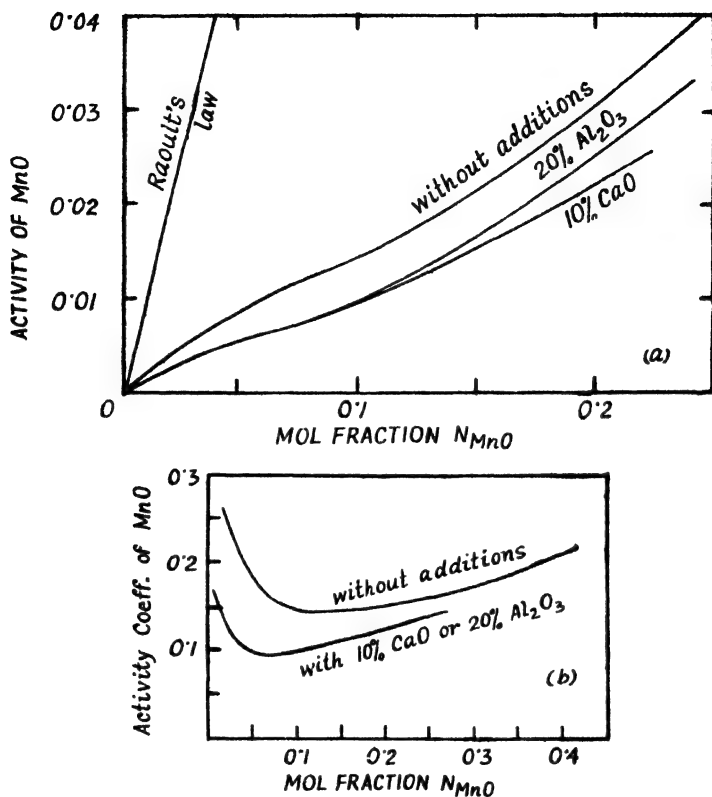 0.04
0.03
0.02
0.01
0
ACTIVITY OF MnO
Raoult's
law
without additions
20% Al₂O₃
10% CaO
(a)
0.1
0.2
MOL FRACTION N_MnO
0.3
0.2
0.1
Activity Coeff. of MnO
without additions
with 10% CaO or 20% Al₂O₃
(b)
0.1
0.2
0.3
0.4
MOL FRACTION N_MnO